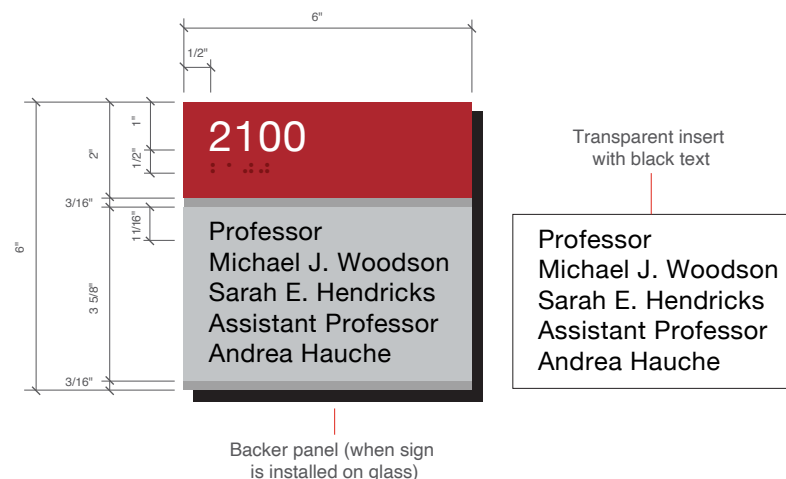 6"
1/2"
2100
1"
1/2"
2"
3/16"
11/16"
6"
3 5/8"
3/16"
Professor
Michael J. Woodson
Sarah E. Hendricks
Assistant Professor
Andrea Hauche
Transparent insert
with black text
Professor
Michael J. Woodson
Sarah E. Hendricks
Assistant Professor
Andrea Hauche
Backer panel (when sign
is installed on glass)